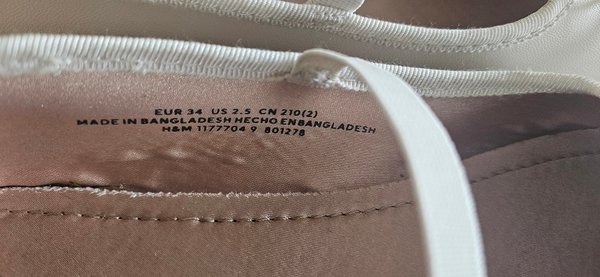 EUR 34 US 2.5 CN 210(2)
MADE IN BANGLADESH HECHO EN BANGLADESH
H&M 1177704 9 801278